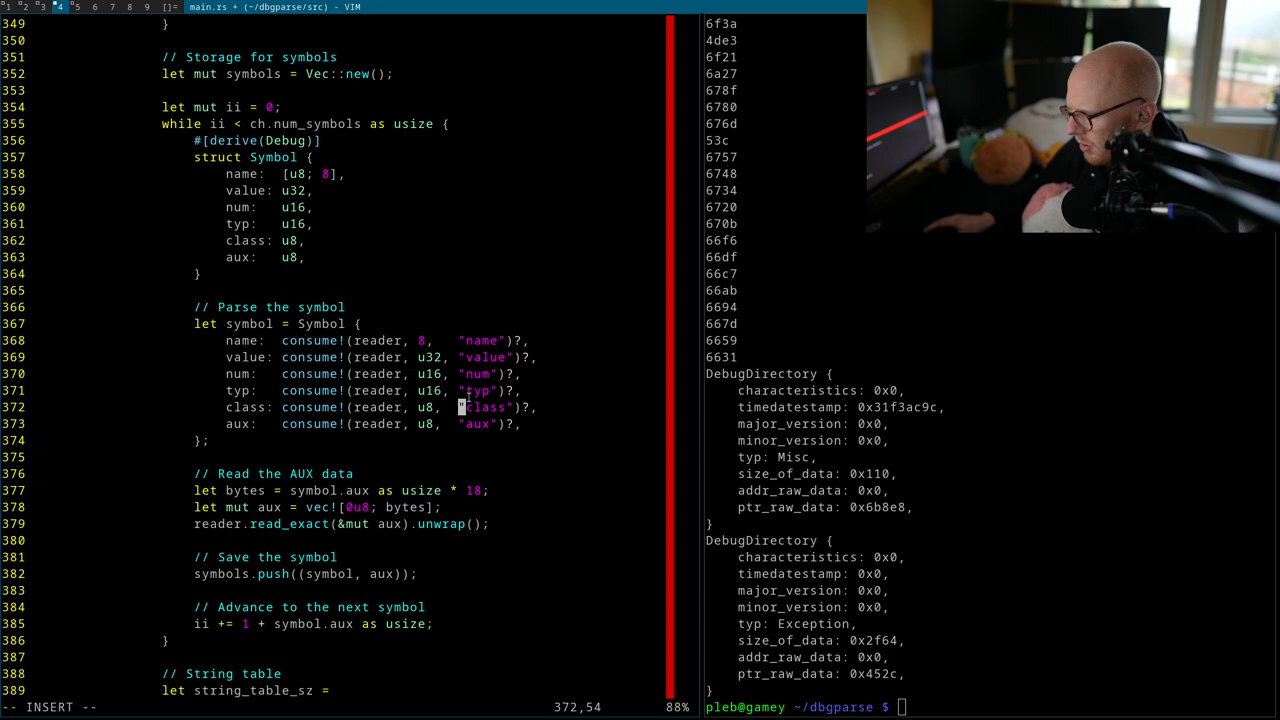 1 2 3 4 5 6 7 8 9 []= main.rs + (~/dbgparse/src) - VIM
349 }
350
351 // Storage for symbols
352 let mut symbols = Vec::new();
353
354 let mut ii = 0;
355 while ii < ch.num_symbols as usize {
356 #[derive(Debug)]
357 struct Symbol {
358 name: [u8; 8],
359 value: u32,
360 num: u16,
361 typ: u16,
362 class: u8,
363 aux: u8,
364 }
365
366 // Parse the symbol
367 let symbol = Symbol {
368 name: consume!(reader, 8, "name")?,
369 value: consume!(reader, u32, "value")?,
370 num: consume!(reader, u16, "num")?,
371 typ: consume!(reader, u16, "typ")?,
372 class: consume!(reader, u8, "class")?,
373 aux: consume!(reader, u8, "aux")?,
374 };
375
376 // Read the AUX data
377 let bytes = symbol.aux as usize * 18;
378 let mut aux = vec![0u8; bytes];
379 reader.read_exact(&mut aux).unwrap();
380
381 // Save the symbol
382 symbols.push((symbol, aux));
383
384 // Advance to the next symbol
385 ii += 1 + symbol.aux as usize;
386 }
387
388 // String table
389 let string_table_sz =
-- INSERT -- 372,54 88%
6f3a
4de3
6f21
6a27
678f
6780
676d
53c
6757
6748
6734
6720
670b
66f6
66df
66c7
66ab
6694
667d
6659
6631
DebugDirectory {
characteristics: 0x0,
timedatestamp: 0x31f3ac9c,
major_version: 0x0,
minor_version: 0x0,
typ: Misc,
size_of_data: 0x110,
addr_raw_data: 0x0,
ptr_raw_data: 0x6b8e8,
}
DebugDirectory {
characteristics: 0x0,
timedatestamp: 0x0,
major_version: 0x0,
minor_version: 0x0,
typ: Exception,
size_of_data: 0x2f64,
addr_raw_data: 0x0,
ptr_raw_data: 0x452c,
}
pleb@gamey ~/dbgparse $